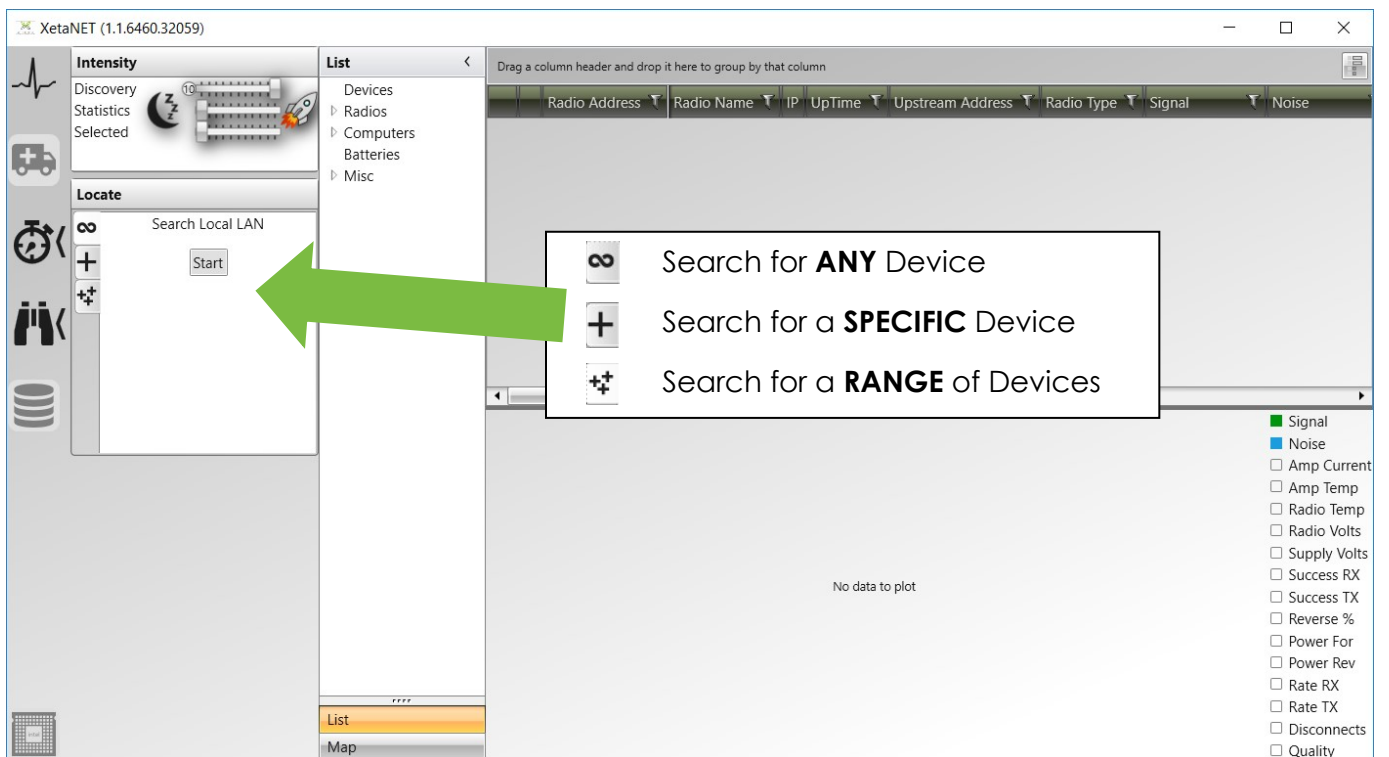 XetaNET (1.1.6460.32059)
Intensity
Discovery
Statistics
Selected
10
Locate
∞
Search Local LAN
+
Start
List
Devices
Radios
Computers
Batteries
Misc
Drag a column header and drop it here to group by that column
Radio Address Radio Name IP UpTime Upstream Address Radio Type Signal Noise
∞ Search for ANY Device
+ Search for a SPECIFIC Device
Search for a RANGE of Devices
Signal
Noise
Amp Current
Amp Temp
Radio Temp
Radio Volts
Supply Volts
Success RX
Success TX
Reverse %
Power For
Power Rev
Rate RX
Rate TX
Disconnects
Quality
No data to plot
List
Map